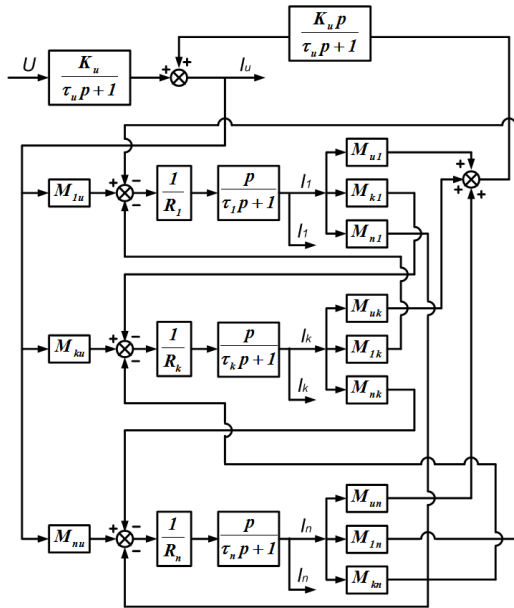 K_u p
τ_u p+1
U
K_u
τ_u p+1
+
+
I_u
M_1u
+
−
−
1
R_1
p
τ_1 p+1
I_1
I_1
M_u1
M_k1
M_n1
+
+
+
M_ku
+
−
−
1
R_k
p
τ_k p+1
I_k
I_k
M_uk
M_1k
M_nk
M_nu
+
−
−
1
R_n
p
τ_n p+1
I_n
I_n
M_un
M_1n
M_kn